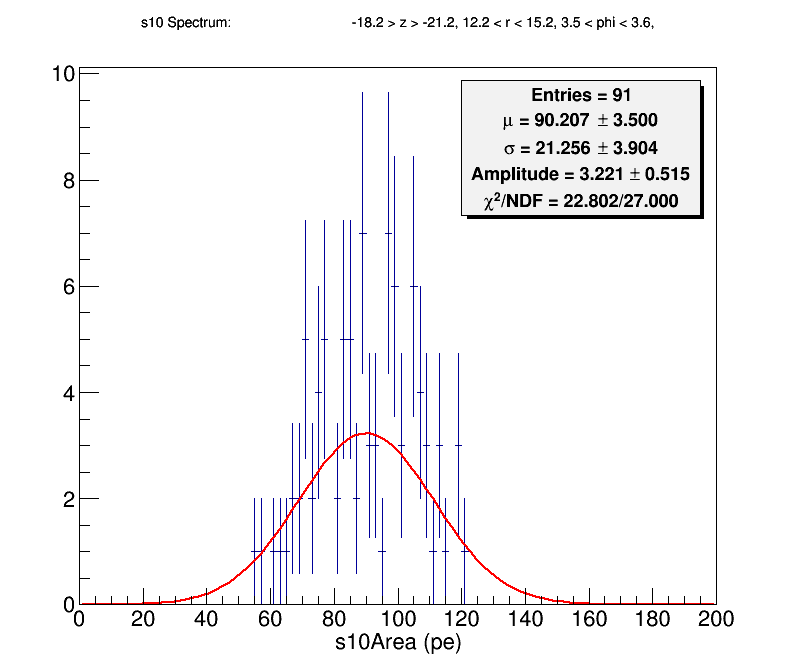 s10 Spectrum: -18.2 > z > -21.2, 12.2 < r < 15.2, 3.5 < phi < 3.6,
Entries = 91
μ = 90.207 ± 3.500
σ = 21.256 ± 3.904
Amplitude = 3.221 ± 0.515
χ²/NDF = 22.802/27.000
10
8
6
4
2
0
0 20 40 60 80 100 120 140 160 180 200
s10Area (pe)